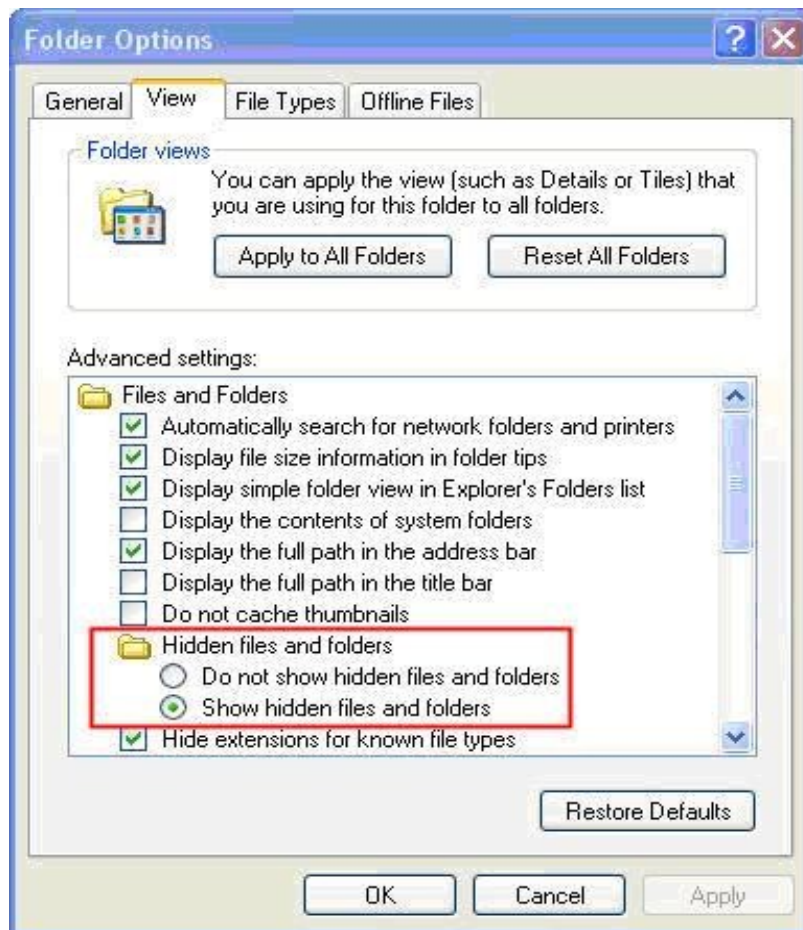 Folder Options
General View File Types Offline Files
Folder views
You can apply the view (such as Details or Tiles) that
you are using for this folder to all folders.
Apply to All Folders Reset All Folders
Advanced settings:
Files and Folders
Automatically search for network folders and printers
Display file size information in folder tips
Display simple folder view in Explorer's Folders list
Display the contents of system folders
Display the full path in the address bar
Display the full path in the title bar
Do not cache thumbnails
Hidden files and folders
Do not show hidden files and folders
Show hidden files and folders
Hide extensions for known file types
Restore Defaults
OK Cancel Apply